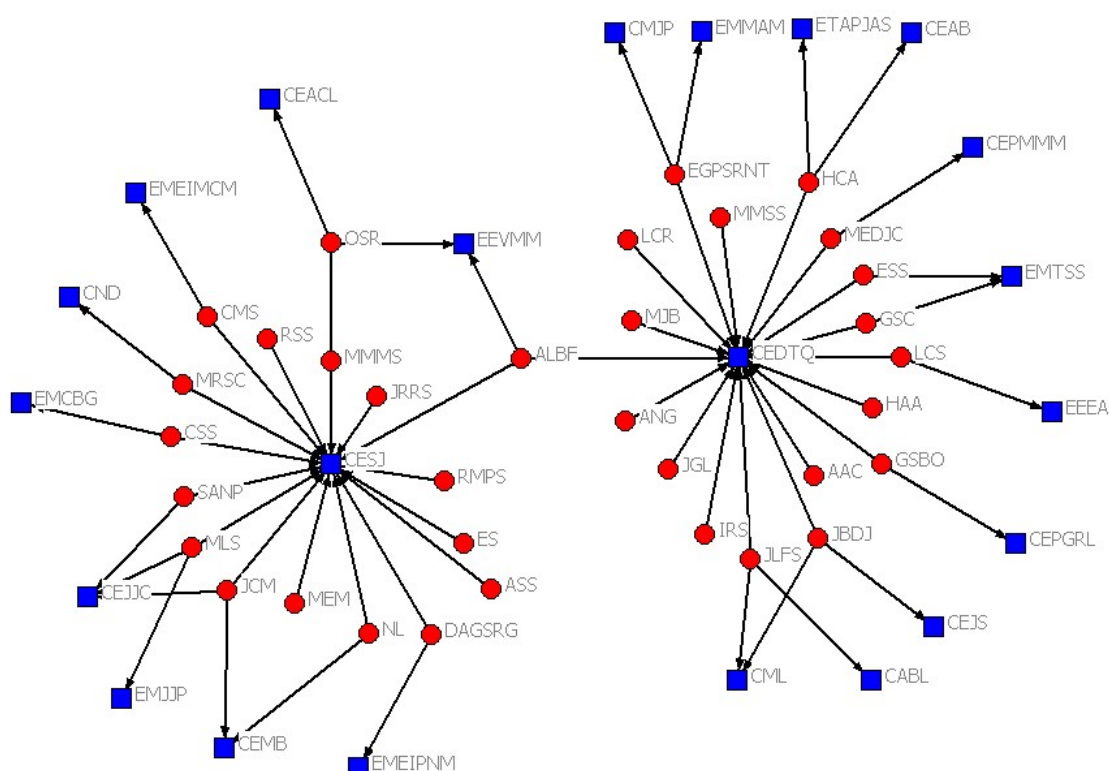 CMJP
EMMAM
ETAPJAS
CEAB
CEACL
CEPMMM
EGPSRNT
HCA
EMEIMCM
MMSS
OSR
EEVMM
LCR
MEDJC
ESS
EMTSS
CND
CMS
RSS
MJB
GSC
MMMS
ALBF
CEDTQ
LCS
MRSC
JRRS
EMCBG
HAA
EEEA
CSS
ANG
CESJ
RMPS
JGL
AAC
GSBO
SANP
IRS
JBDJ
MLS
ES
JLFS
CEPGRL
CEJJC
JCM
MEM
ASS
NL
DAGSRG
CEJS
EMJJP
CML
CABL
CEMB
EMEIPNM